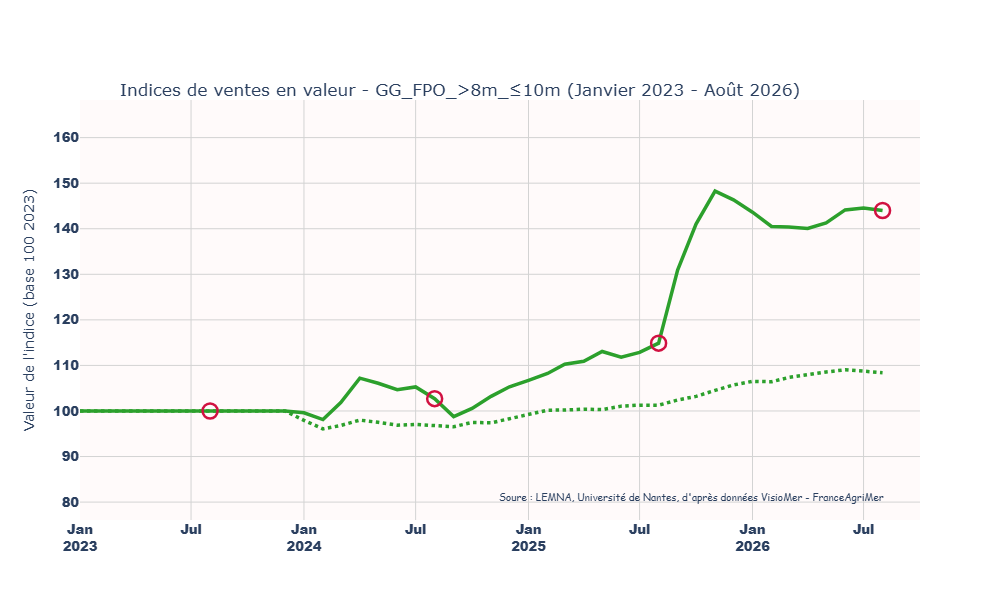 Indices de ventes en valeur - GG_FPO_>8m_≤10m (Janvier 2023 - Août 2026)
Valeur de l'indice (base 100 2023)
160
150
140
130
120
110
100
90
80
Soure : LEMNA, Université de Nantes, d'après données VisioMer - FranceAgriMer
Jan Jul Jan Jul Jan Jul Jan Jul
2023 2024 2025 2026